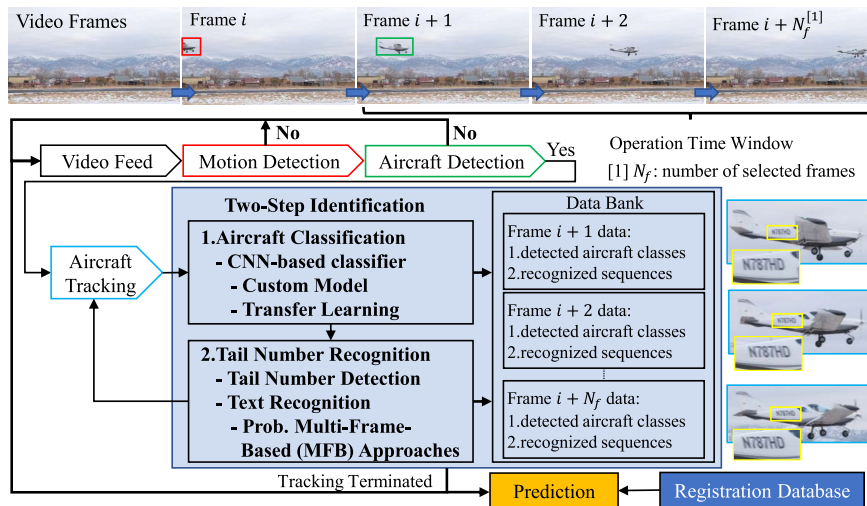 Video Frames
Frame i
Frame i + 1
Frame i + 2
Frame i + N_f^[1]
No
No
Video Feed
Motion Detection
Aircraft Detection
Yes
Operation Time Window
[1] N_f: number of selected frames
Two-Step Identification
1.Aircraft Classification
- CNN-based classifier
- Custom Model
- Transfer Learning
Aircraft
Tracking
2.Tail Number Recognition
- Tail Number Detection
- Text Recognition
- Prob. Multi-Frame-
Based (MFB) Approaches
Data Bank
Frame i + 1 data:
1.detected aircraft classes
2.recognized sequences
Frame i + 2 data:
1.detected aircraft classes
2.recognized sequences
Frame i + N_f data:
1.detected aircraft classes
2.recognized sequences
N787HD
N787HD
N787HD
N787HD
N787HD
N787HD
Tracking Terminated
Prediction
Registration Database